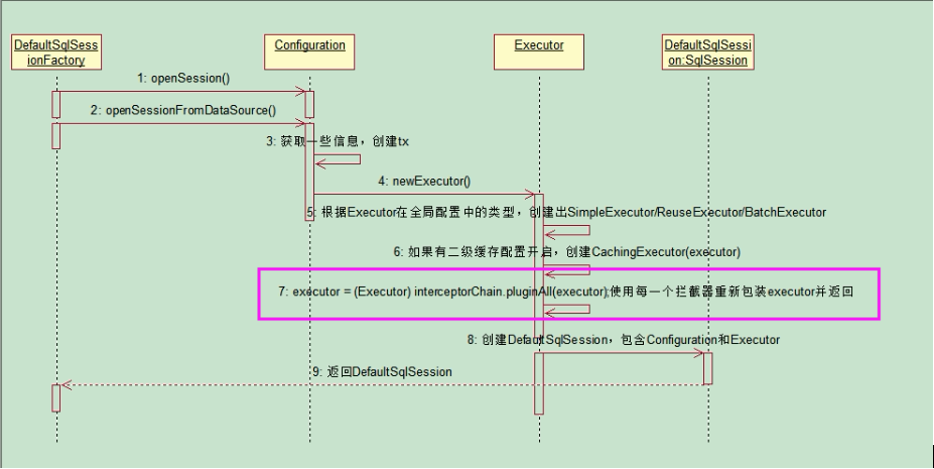 DefaultSqlSess
ionFactory
Configuration
Executor
DefaultSqlSessi
on:SqlSession
1: openSession()
2: openSessionFromDataSource()
3: 获取一些信息，创建tx
4: newExecutor()
5: 根据Executor在全局配置中的类型，创建出SimpleExecutor/ReuseExecutor/BatchExecutor
6: 如果有二级缓存配置开启，创建CachingExecutor(executor)
7: executor = (Executor) interceptorChain.pluginAll(executor);使用每一个拦截器重新包装executor并返回
8: 创建DefaultSqlSession，包含Configuration和Executor
9: 返回DefaultSqlSession